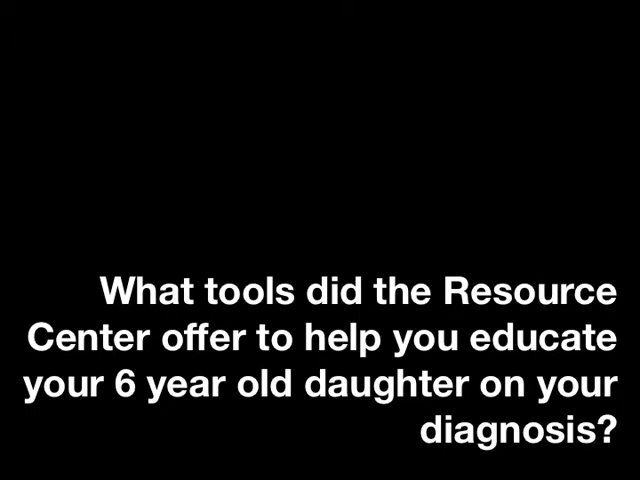 What tools did the Resource
Center offer to help you educate
your 6 year old daughter on your
diagnosis?